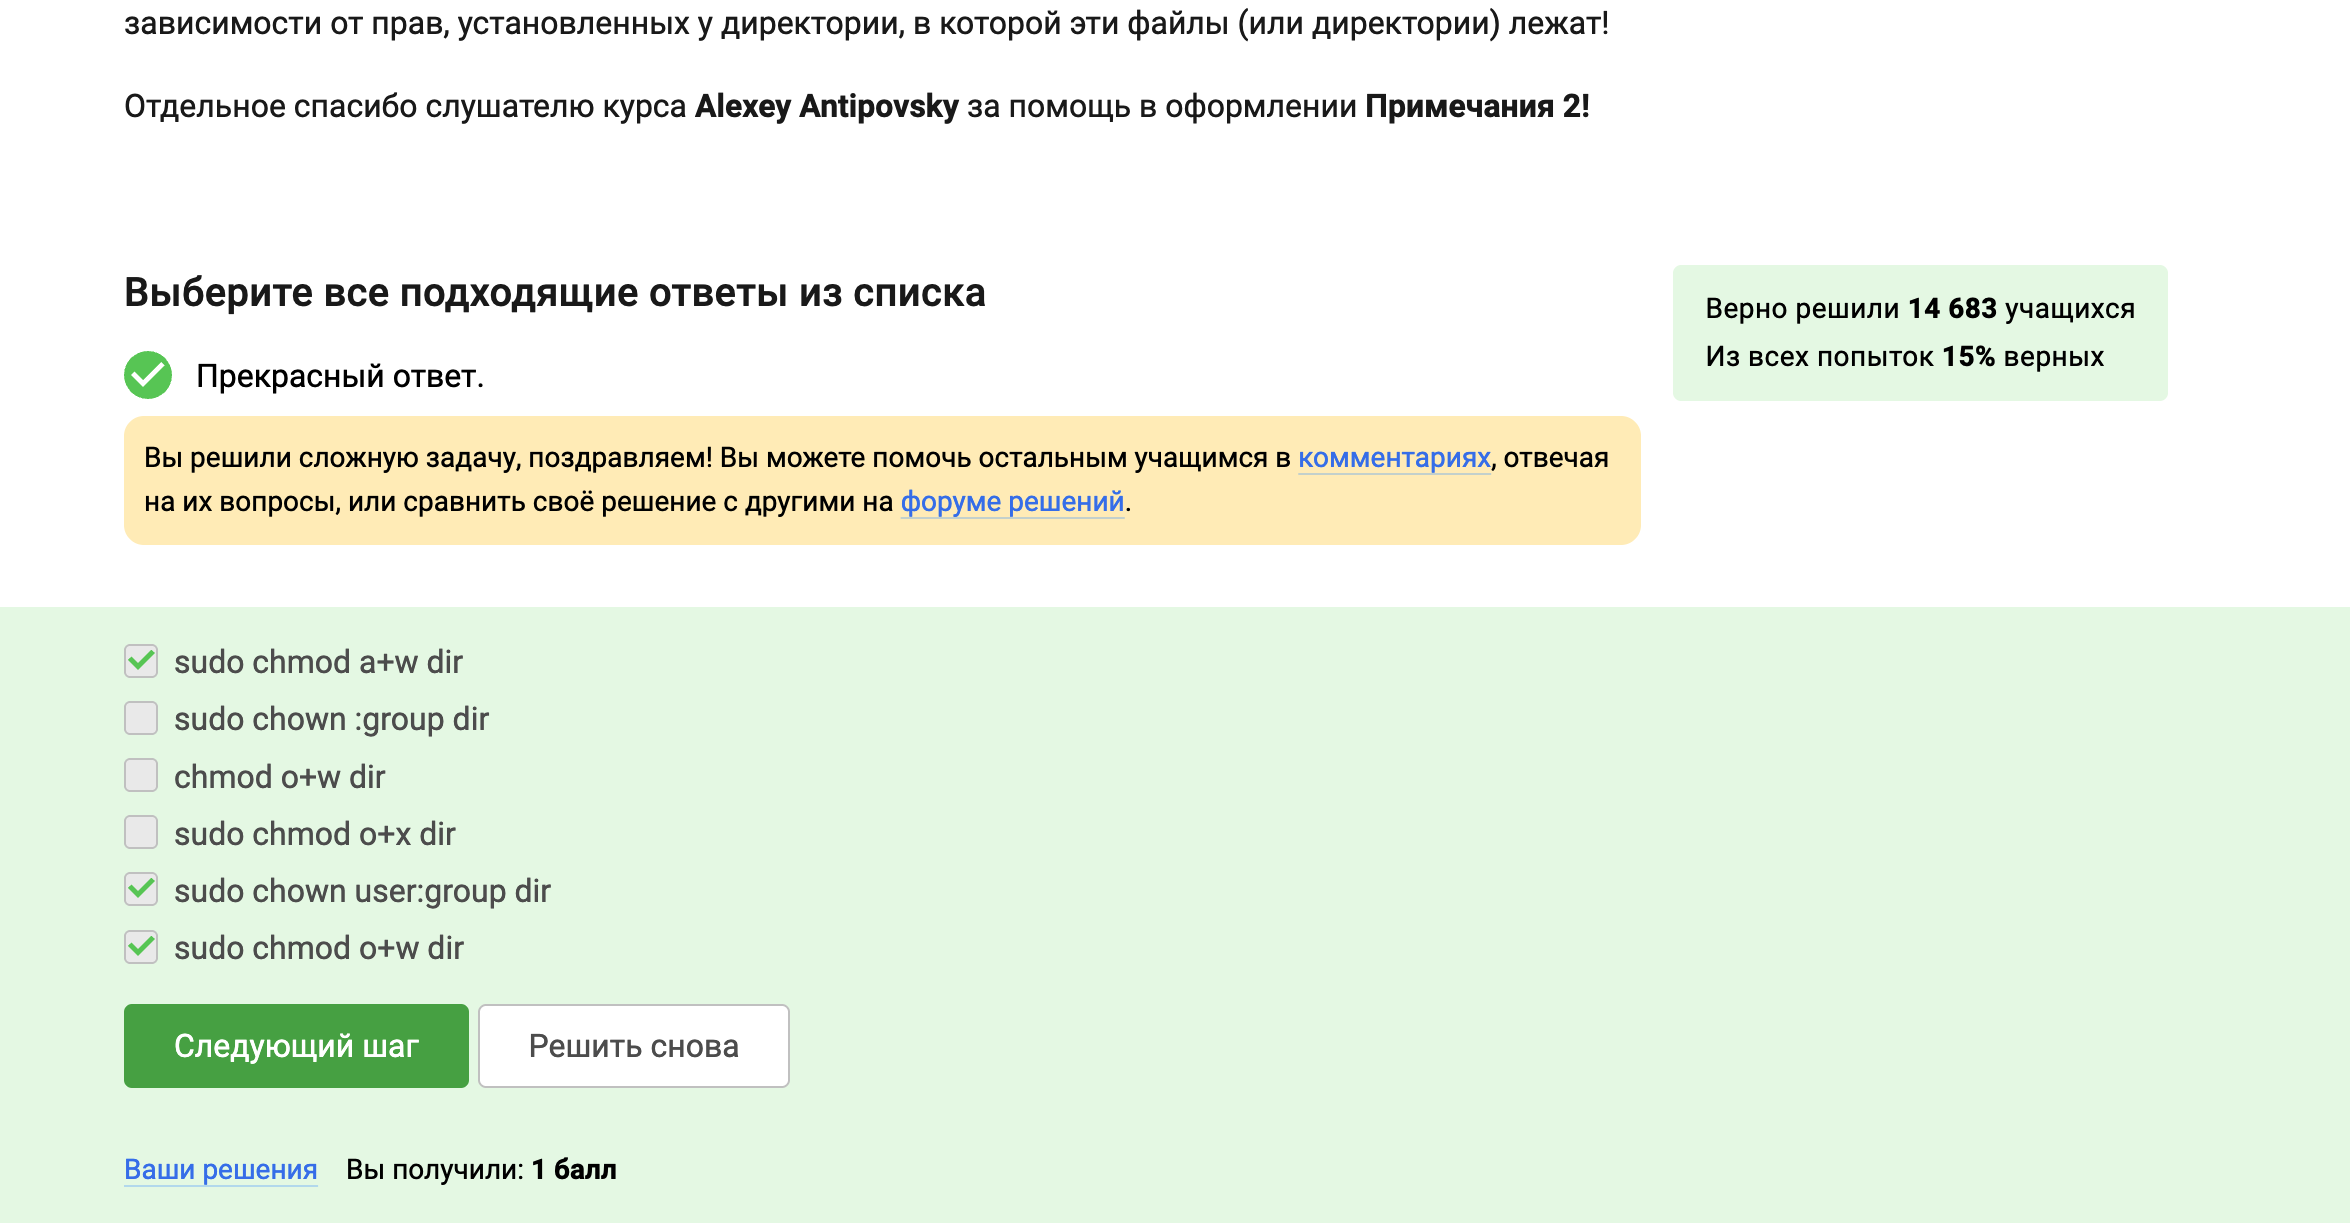 зависимости от прав, установленных у директории, в которой эти файлы (или директории) лежат!
Отдельное спасибо слушателю курса Alexey Antipovsky за помощь в оформлении Примечания 2!
Выберите все подходящие ответы из списка
Верно решили 14 683 учащихся
Из всех попыток 15% верных
Прекрасный ответ.
Вы решили сложную задачу, поздравляем! Вы можете помочь остальным учащимся в комментариях, отвечая
на их вопросы, или сравнить своё решение с другими на форуме решений.
sudo chmod a+w dir
sudo chown :group dir
chmod o+w dir
sudo chmod o+x dir
sudo chown user:group dir
sudo chmod o+w dir
Следующий шаг
Решить снова
Ваши решения
Вы получили: 1 балл